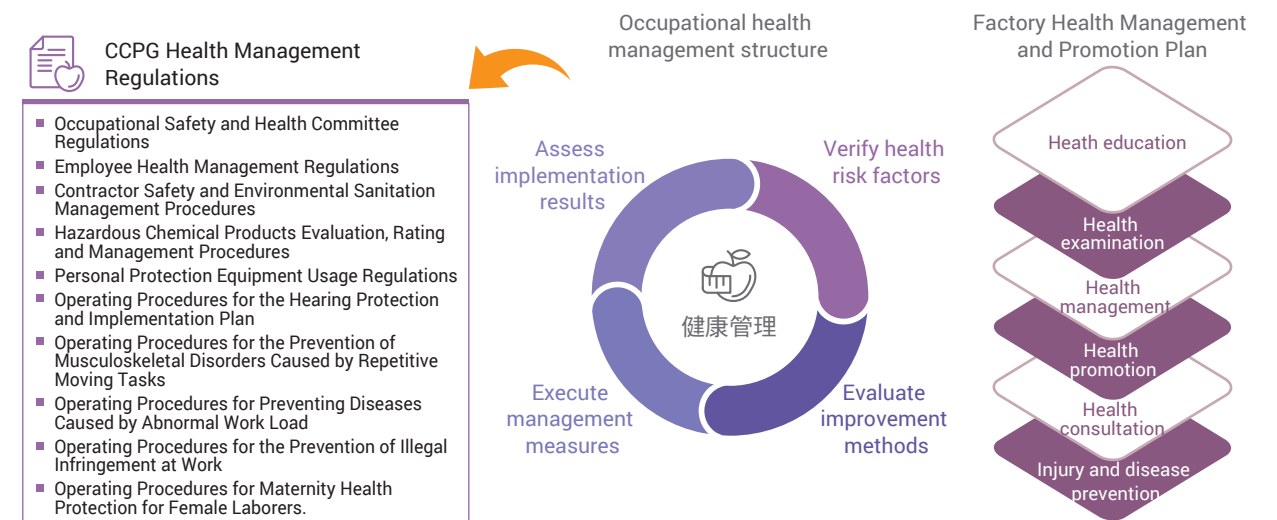 CCPG Health Management
Regulations
Occupational Safety and Health Committee
Regulations
Employee Health Management Regulations
Contractor Safety and Environmental Sanitation
Management Procedures
Hazardous Chemical Products Evaluation, Rating
and Management Procedures
Personal Protection Equipment Usage Regulations
Operating Procedures for the Hearing Protection
and Implementation Plan
Operating Procedures for the Prevention of
Musculoskeletal Disorders Caused by Repetitive
Moving Tasks
Operating Procedures for Preventing Diseases
Caused by Abnormal Work Load
Operating Procedures for the Prevention of Illegal
Infringement at Work
Operating Procedures for Maternity Health
Protection for Female Laborers.
Occupational health
management structure
Assess
implementation
results
Verify health
risk factors
健康管理
Execute
management
measures
Evaluate
improvement
methods
Factory Health Management
and Promotion Plan
Heath education
Health
examination
Health
management
Health
promotion
Health
consultation
Injury and disease
prevention